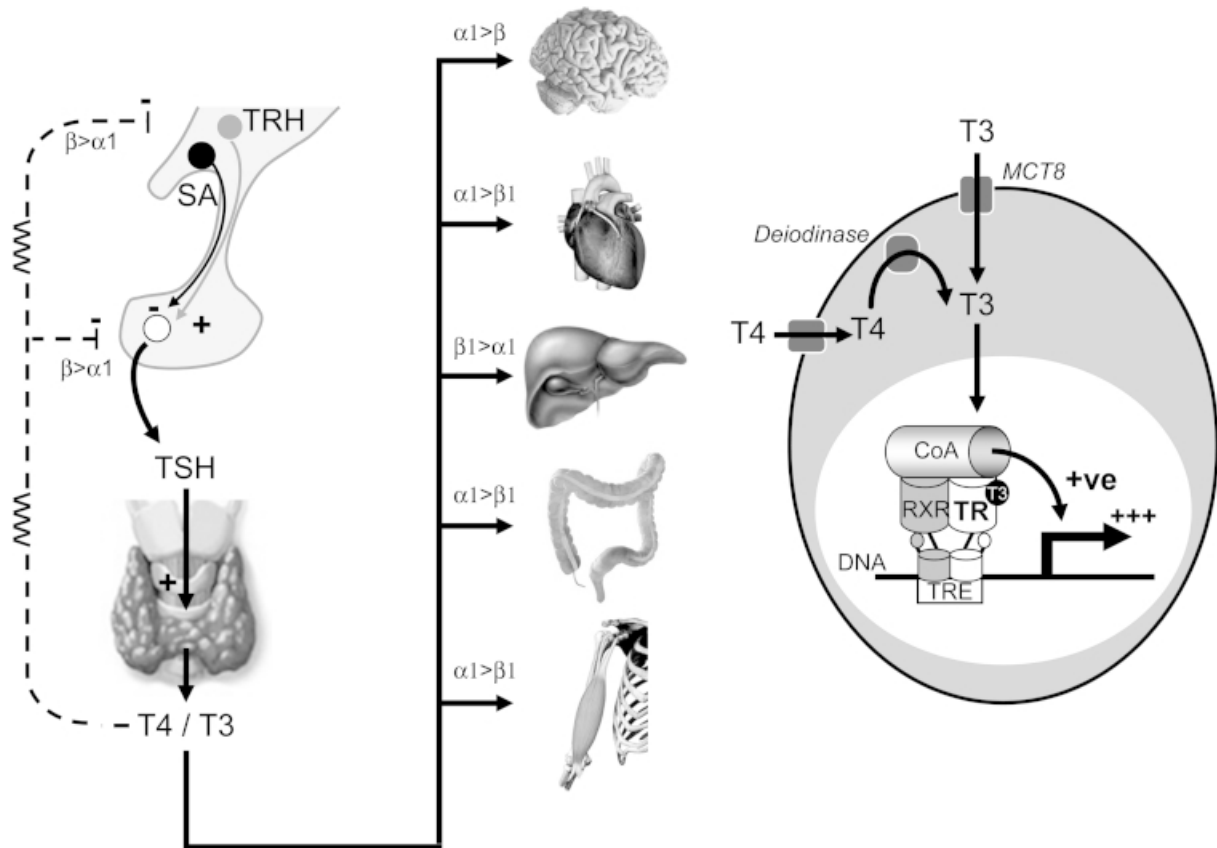 TRH
-
β>α1
SA
-
+
-
β>α1
TSH
+
T4 / T3
α1>β
α1>β1
β1>α1
α1>β1
α1>β1
T3
MCT8
Deiodinase
T3
T4
T4
CoA
+ve
T3
RXR
TR
+++
DNA
TRE